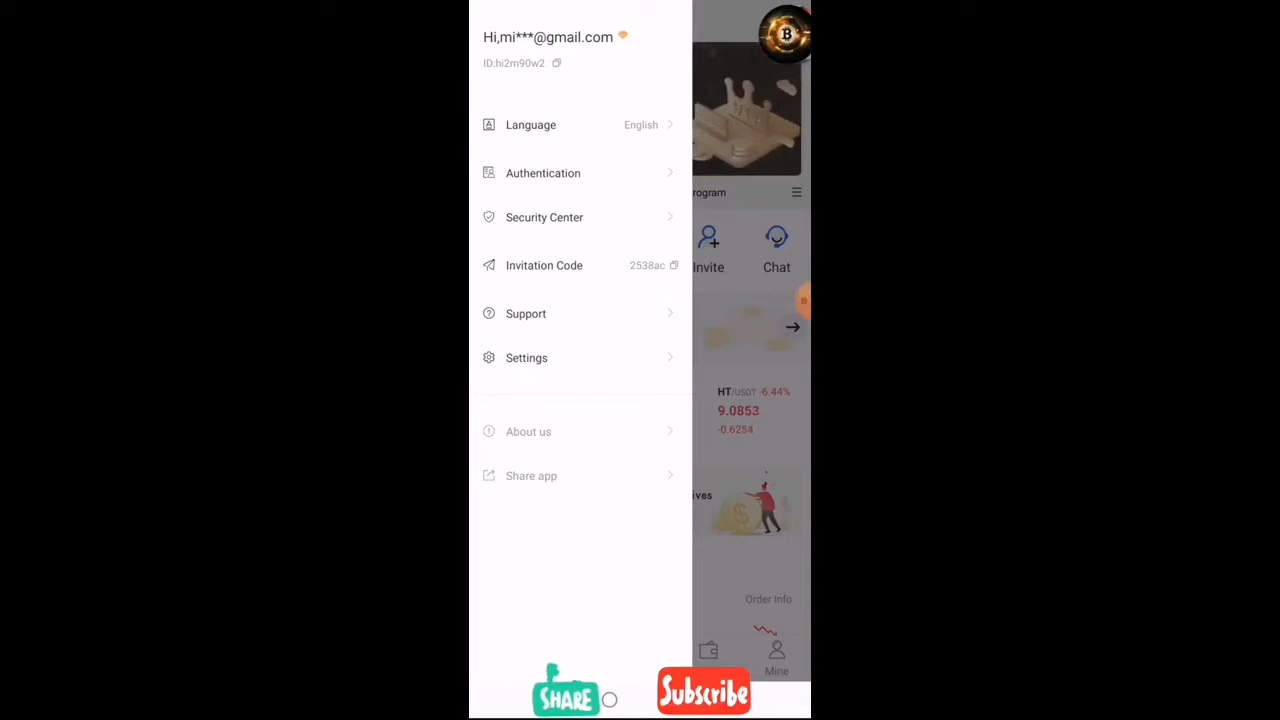 Hi,mi***@gmail.com
ID:hi2m90w2
Language English
Authentication
Security Center
Invitation Code 2538ac
Support
Settings
About us
Share app
rogram
Invite Chat
HT/USDT -6.44%
9.0853
-0.6254
ives
Order Info
Mine
SHARE
Subscribe